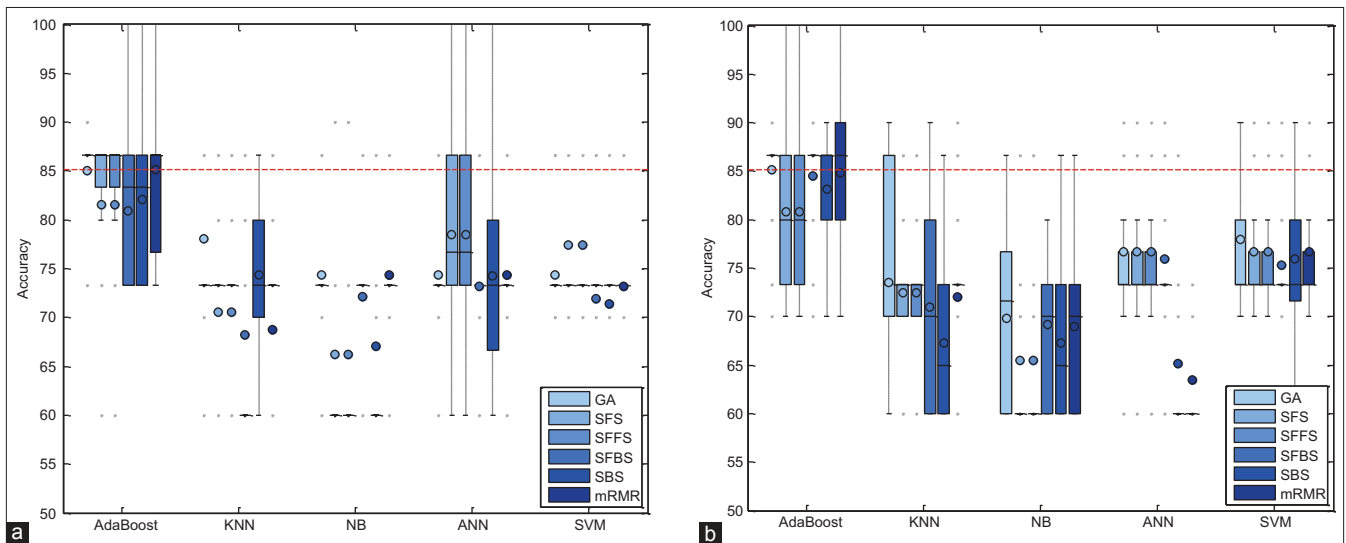 100
95
90
85
80
75
70
65
60
55
50
Accuracy
AdaBoost KNN NB ANN SVM
GA
SFS
SFFS
SFBS
SBS
mRMR
a
100
95
90
85
80
75
70
65
60
55
50
Accuracy
AdaBoost KNN NB ANN SVM
GA
SFS
SFFS
SFBS
SBS
mRMR
b